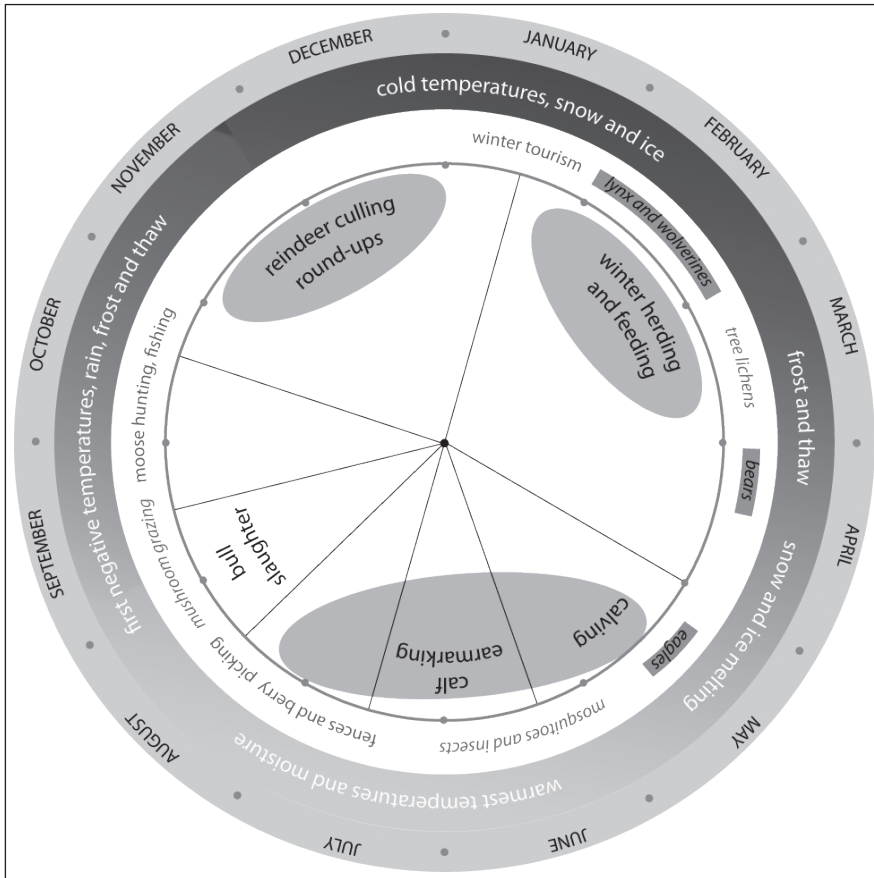 JANUARY
FEBRUARY
MARCH
APRIL
MAY
JUNE
JULY
AUGUST
SEPTEMBER
OCTOBER
NOVEMBER
DECEMBER
cold temperatures, snow and ice
frost and thaw
snow and ice melting
warmest temperatures and moisture
first negative temperatures, rain, frost and thaw
winter tourism
lynx and wolverines
tree lichens
bears
eagles
mosquitoes and insects
fences and berry picking
mushroom grazing
moose hunting, fishing
reindeer culling
round-ups
winter herding
and feeding
calving
calf
earmarking
bull
slaughter